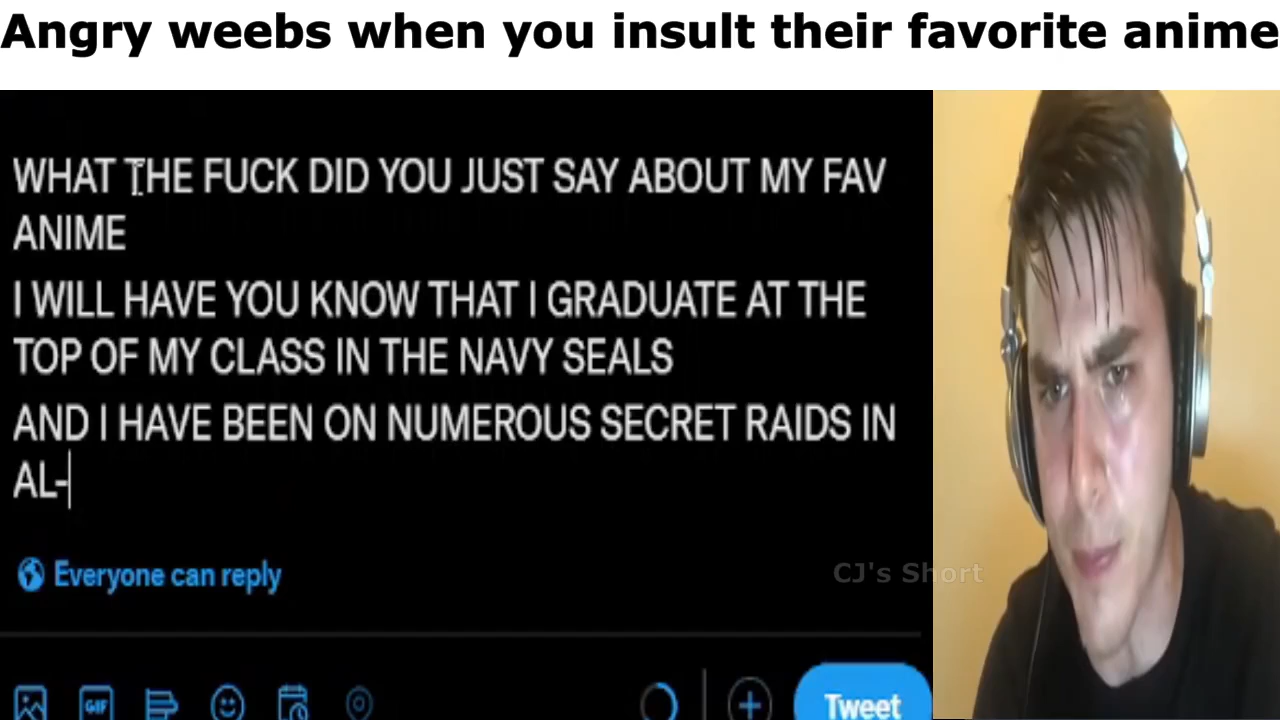 Angry weebs when you insult their favorite anime
WHAT THE FUCK DID YOU JUST SAY ABOUT MY FAV
ANIME
I WILL HAVE YOU KNOW THAT I GRADUATE AT THE
TOP OF MY CLASS IN THE NAVY SEALS
AND I HAVE BEEN ON NUMEROUS SECRET RAIDS IN
AL-
Everyone can reply
CJ's Short
GIF
Tweet